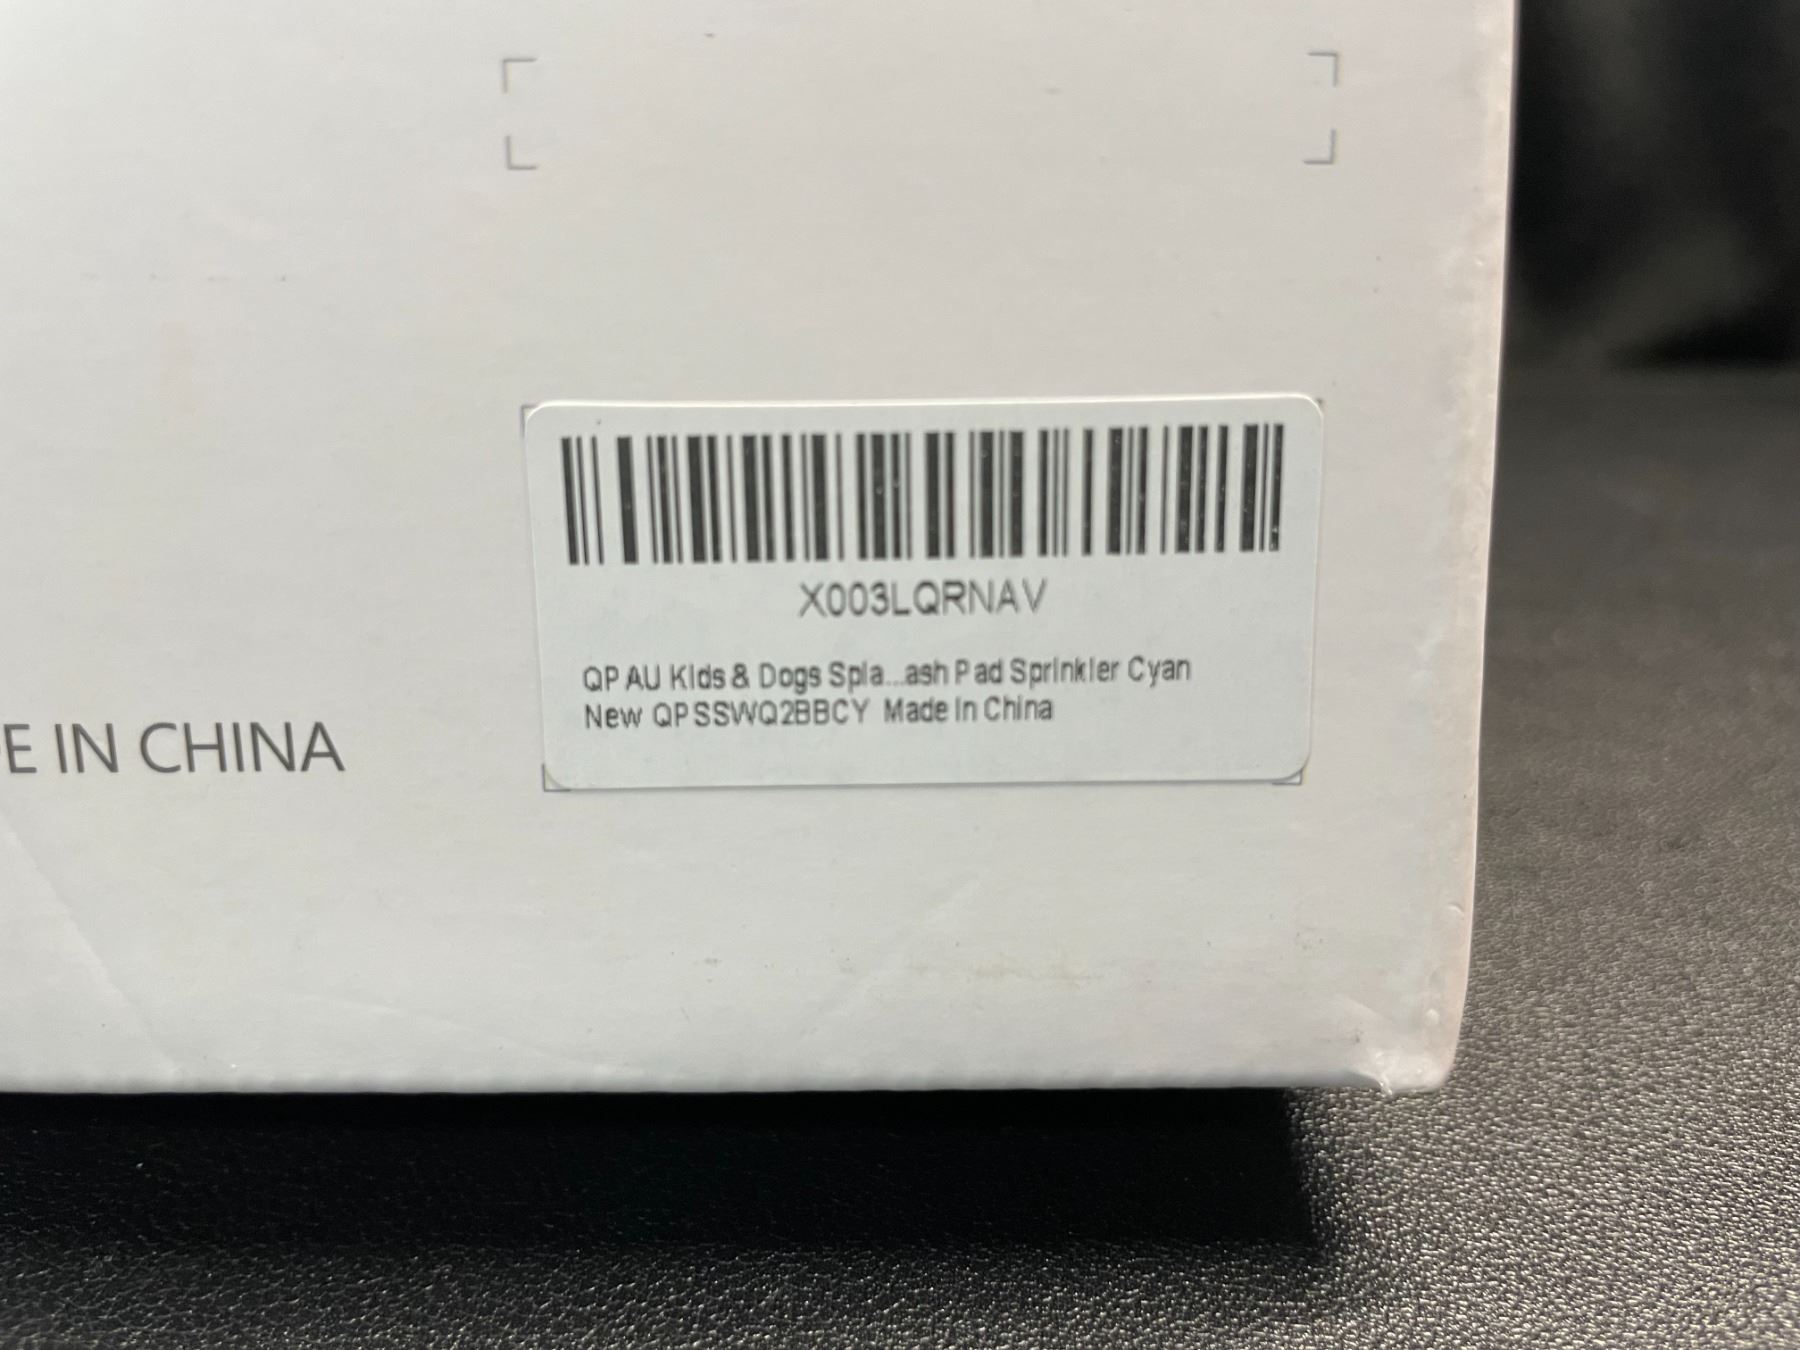 X003LQRNAV
QP AU Kids & Dogs Spla...ash Pad Sprinkler Cyan
New QPSSWQ2BBCY Made In China
E IN CHINA